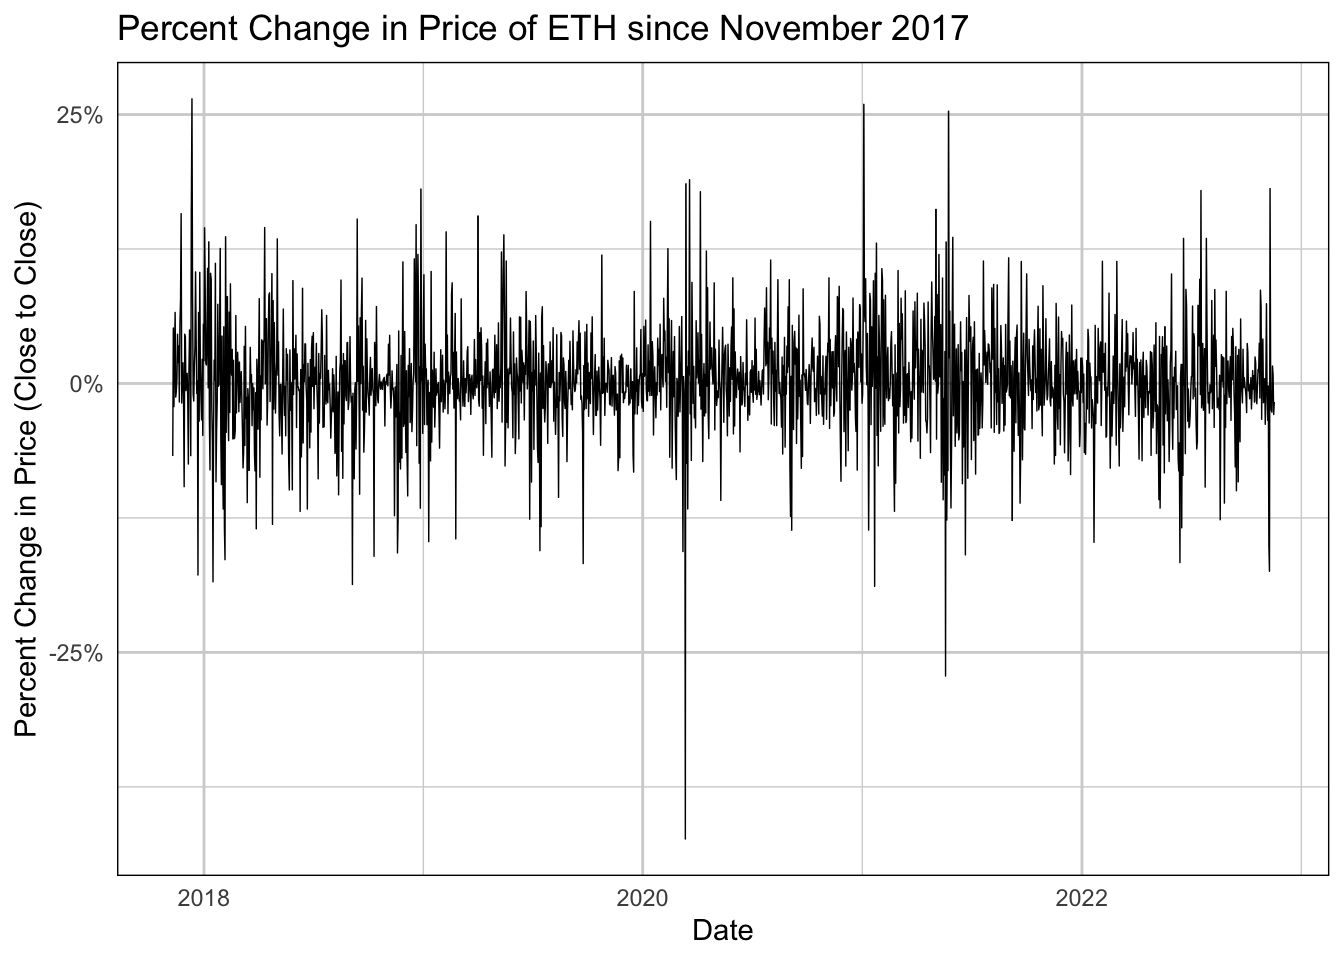 Percent Change in Price of ETH since November 2017
Percent Change in Price (Close to Close)
25%
0%
-25%
2018
2020
2022
Date